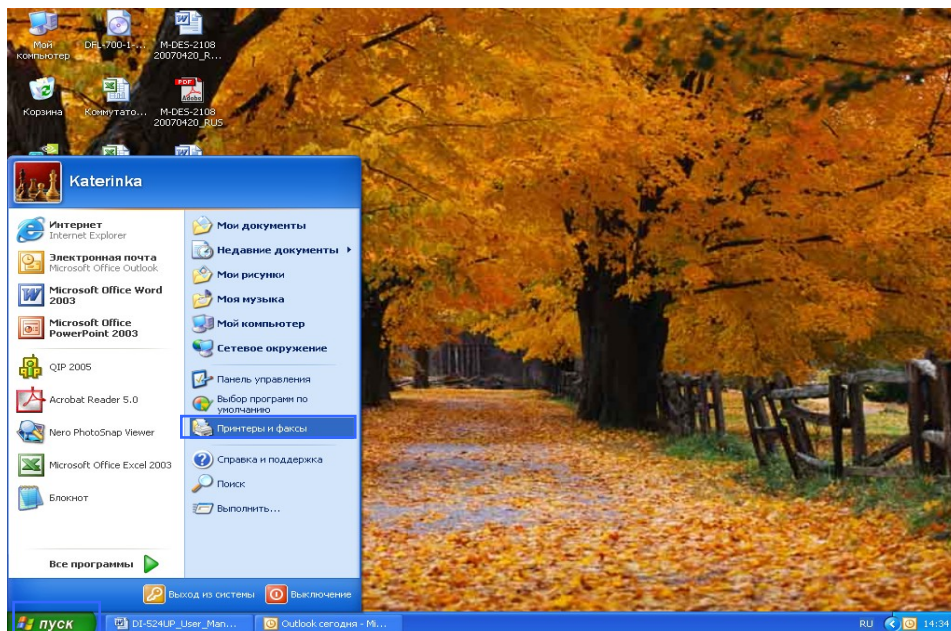 Мой компьютер
DFL-700-1-...
M-DES-2108 20070420_R...
Корзина
Коммутато...
M-DES-2108 20070420_RUS
Katerinka
Интернет
Internet Explorer
Электронная почта
Microsoft Office Outlook
Microsoft Office Word
2003
Microsoft Office
PowerPoint 2003
QIP 2005
Acrobat Reader 5.0
Nero PhotoSnap Viewer
Microsoft Office Excel 2003
Блокнот
Все программы
Мои документы
Недавние документы
Мои рисунки
Моя музыка
Мой компьютер
Сетевое окружение
Панель управления
Выбор программ по
умолчанию
Принтеры и факсы
Справка и поддержка
Поиск
Выполнить...
Выход из системы
Выключение
пуск
DI-524UP_User_Man...
Outlook сегодня - Mi...
RU
14:34